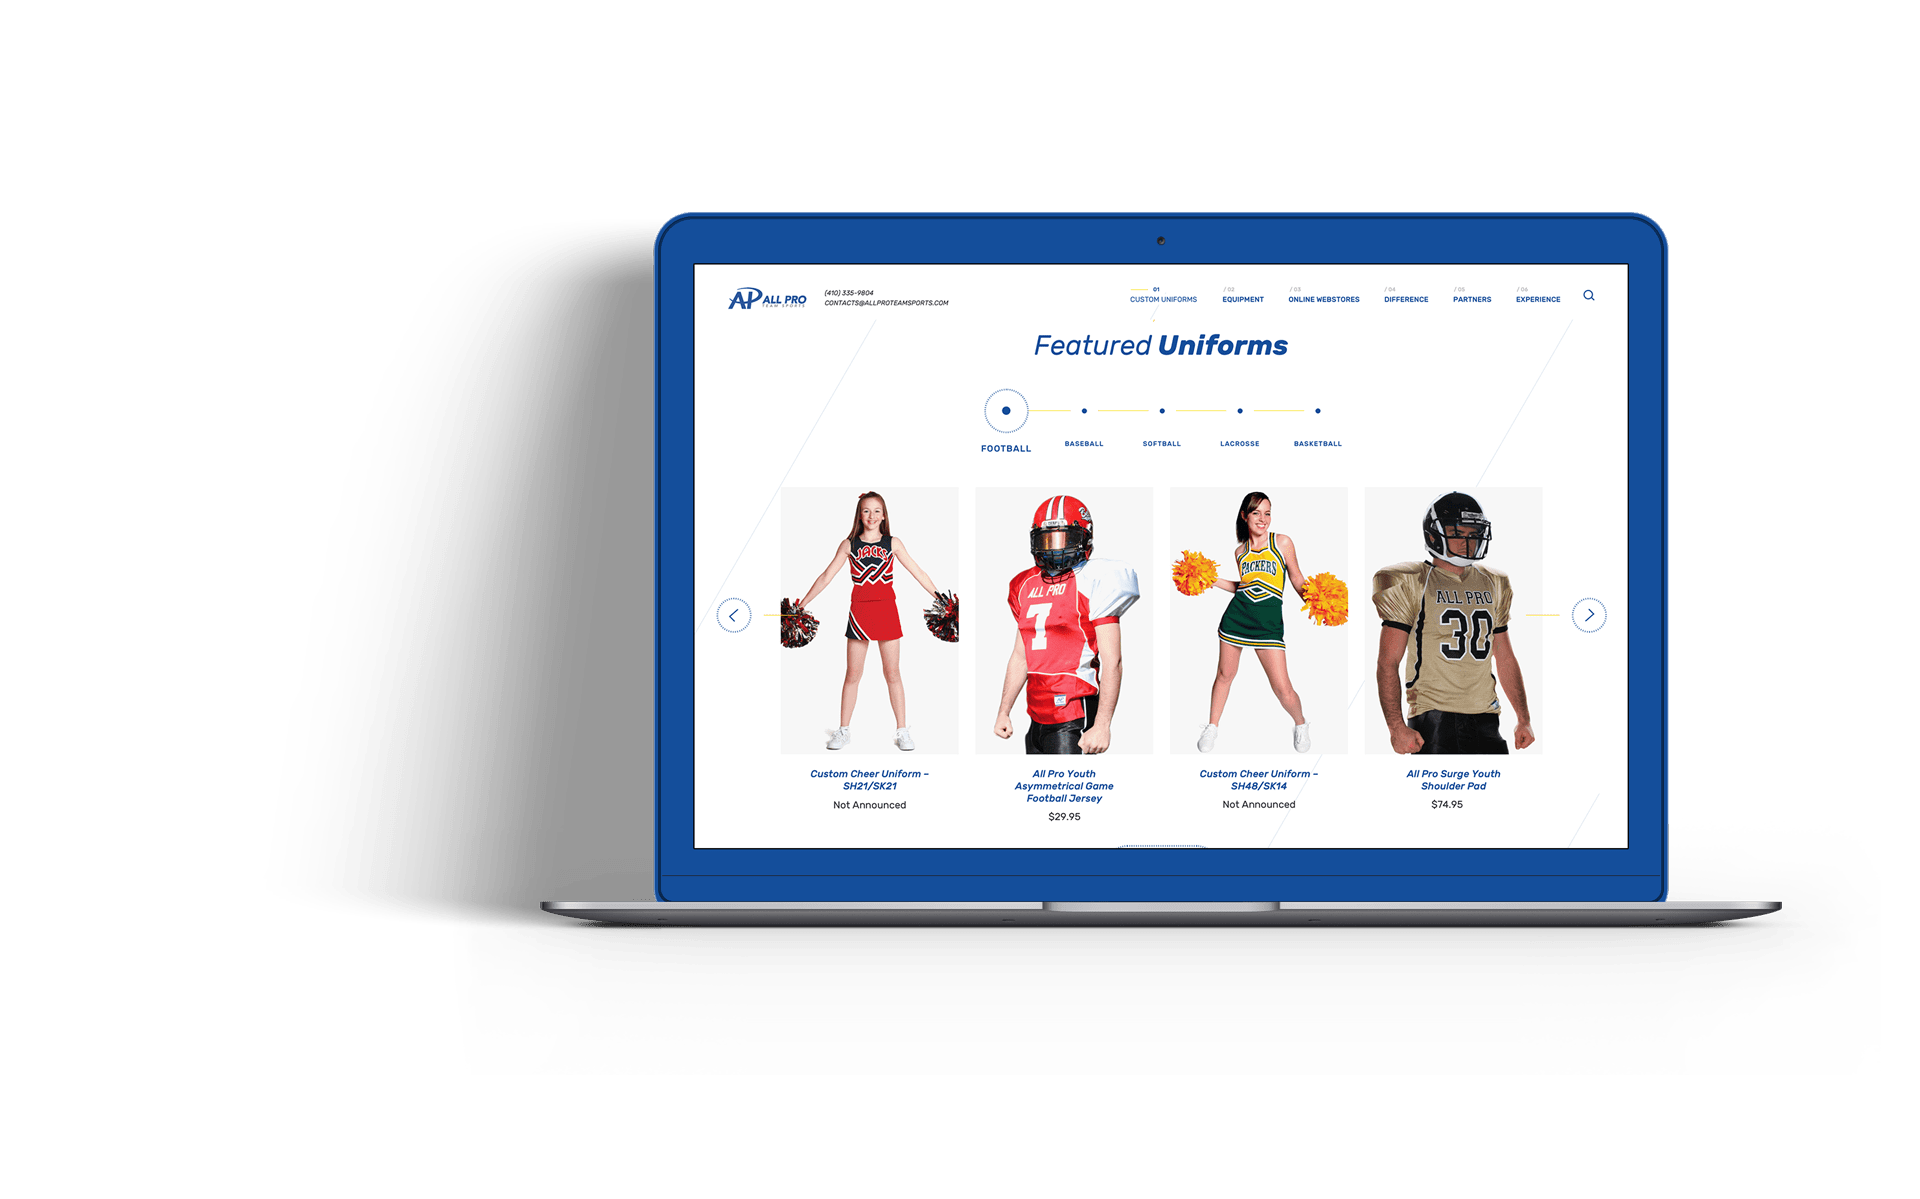 AP ALL PRO
TEAM SPORTS
(410) 335-9804
CONTACTS@ALLPROTEAMSPORTS.COM
01
CUSTOM UNIFORMS
/ 02
EQUIPMENT
/ 03
ONLINE WEBSTORES
/ 04
DIFFERENCE
/ 05
PARTNERS
/ 06
EXPERIENCE
Featured Uniforms
FOOTBALL
BASEBALL
SOFTBALL
LACROSSE
BASKETBALL
JACKS
ALL PRO
7
PACKERS
ALL PRO
30
Custom Cheer Uniform –
SH21/SK21
Not Announced
All Pro Youth
Asymmetrical Game
Football Jersey
$29.95
Custom Cheer Uniform –
SH48/SK14
Not Announced
All Pro Surge Youth
Shoulder Pad
$74.95